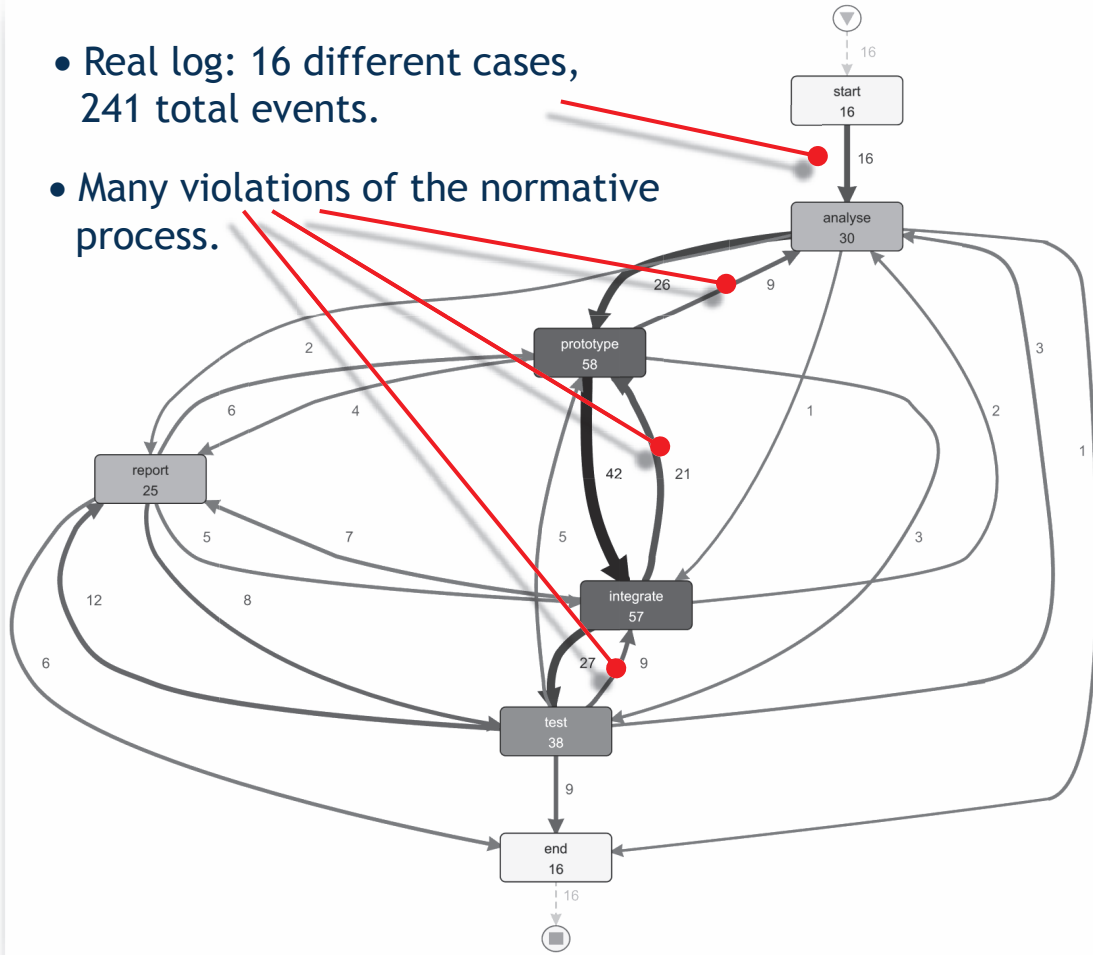 • Real log: 16 different cases,
241 total events.
• Many violations of the normative
process.
16
start
16
16
analyse
30
26
9
2
prototype
58
3
6
4
1
2
1
report
25
42
21
5
7
5
3
integrate
57
12
8
27
9
6
test
38
9
end
16
16